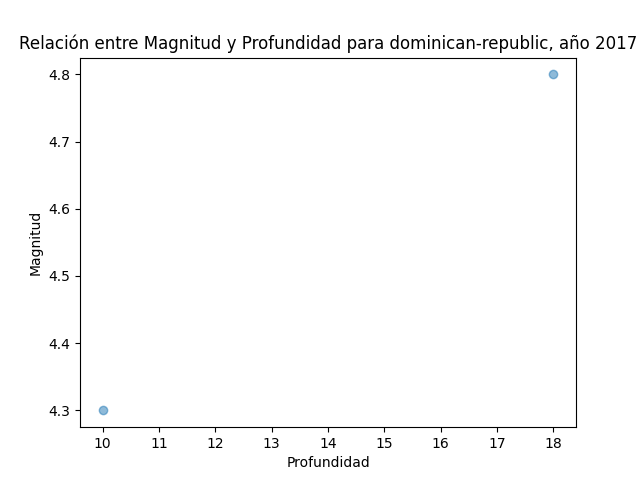 Relación entre Magnitud y Profundidad para dominican-republic, año 2017
4.8
4.7
4.6
4.5
4.4
4.3
Magnitud
10 11 12 13 14 15 16 17 18
Profundidad